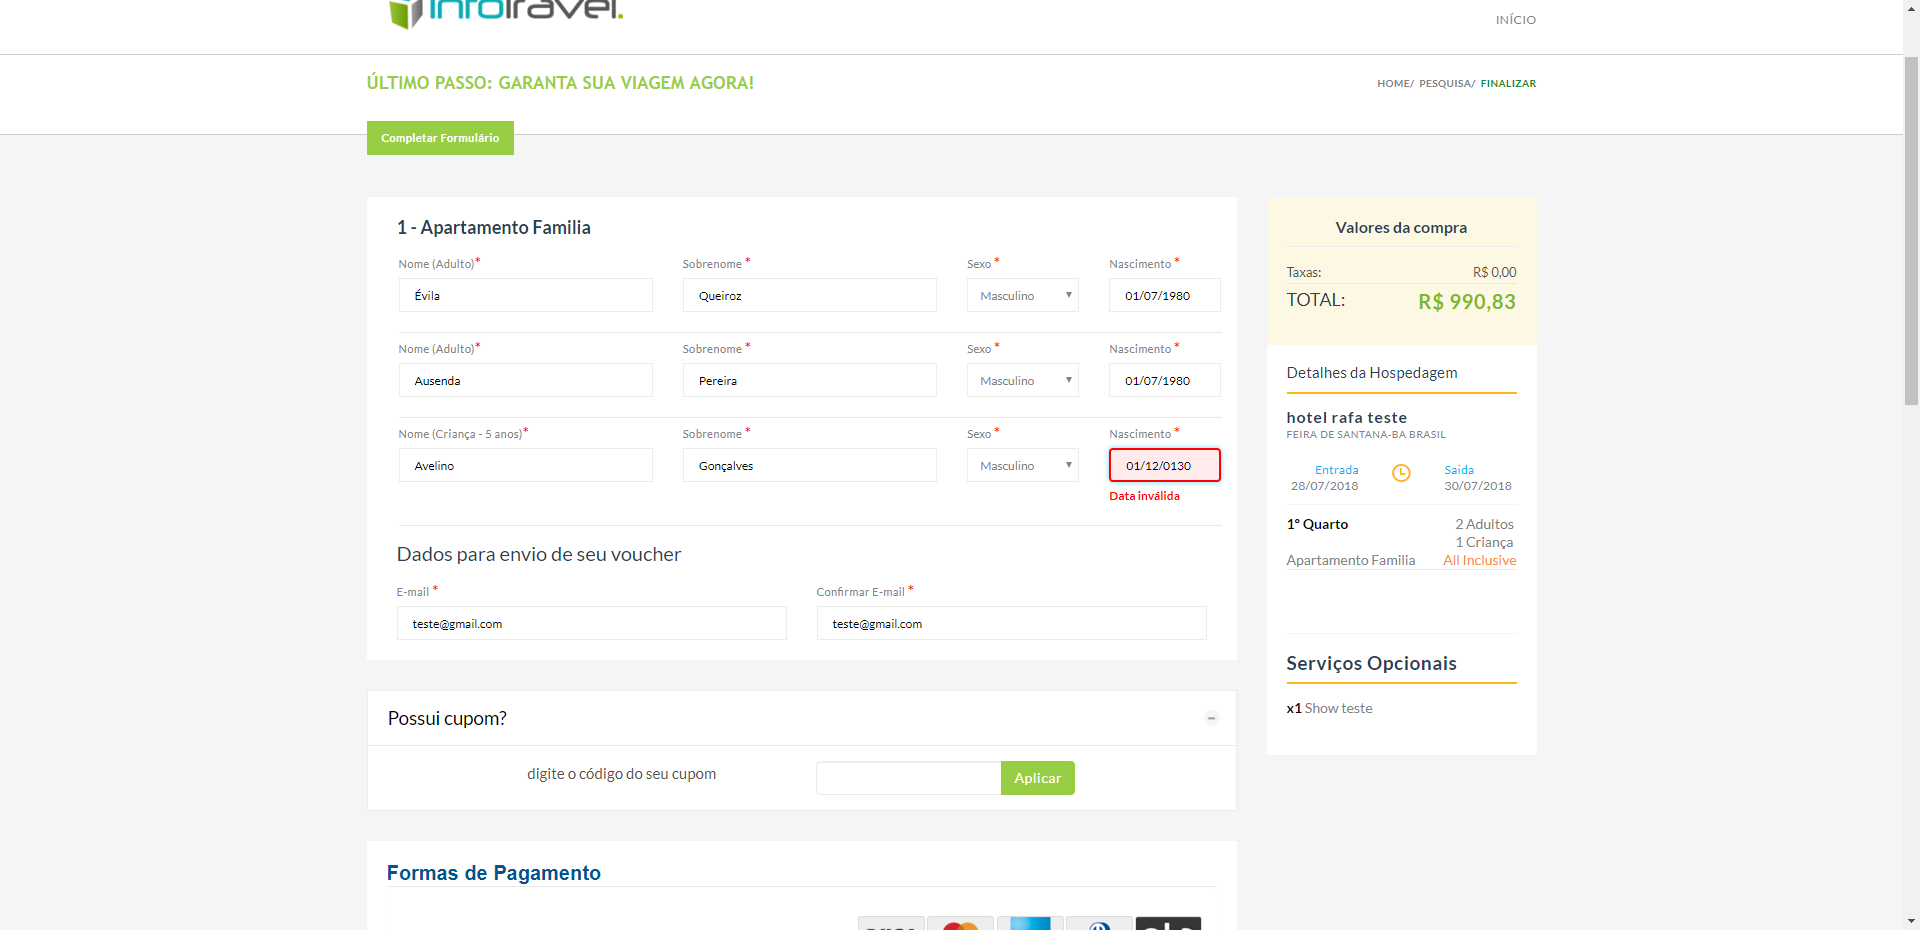 infotravel.
INÍCIO
ÚLTIMO PASSO: GARANTA SUA VIAGEM AGORA!
HOME/ PESQUISA/ FINALIZAR
Completar Formulário
1 - Apartamento Familia
Nome (Adulto)* Sobrenome * Sexo * Nascimento *
Évila Queiroz Masculino 01/07/1980
Nome (Adulto)* Sobrenome * Sexo * Nascimento *
Ausenda Pereira Masculino 01/07/1980
Nome (Criança - 5 anos)* Sobrenome * Sexo * Nascimento *
Avelino Gonçalves Masculino 01/12/0130
Data inválida
Dados para envio de seu voucher
E-mail * Confirmar E-mail *
teste@gmail.com teste@gmail.com
Possui cupom?
digite o código do seu cupom Aplicar
Formas de Pagamento
Valores da compra
Taxas: R$ 0,00
TOTAL: R$ 990,83
Detalhes da Hospedagem
hotel rafa teste
FEIRA DE SANTANA-BA BRASIL
Entrada Saida
28/07/2018 30/07/2018
1º Quarto 2 Adultos
1 Criança
Apartamento Familia All Inclusive
Serviços Opcionais
x1 Show teste